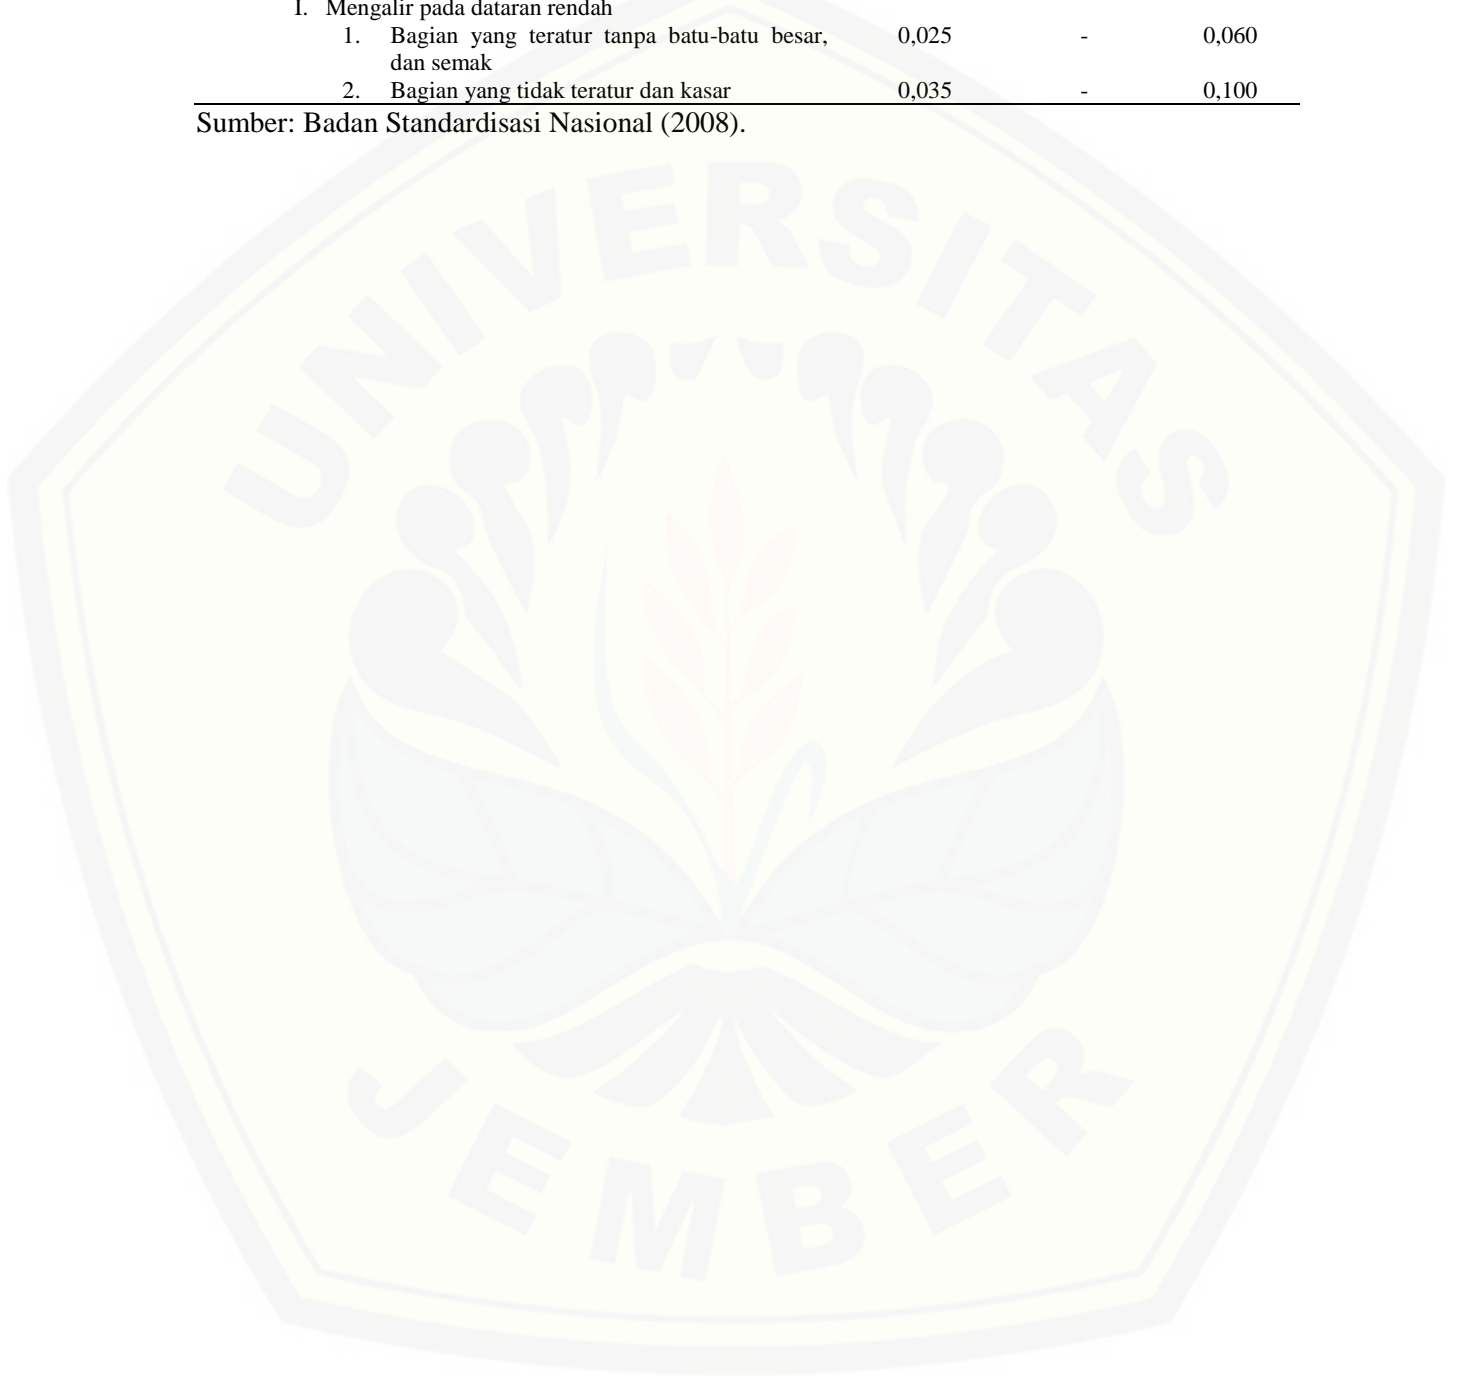 I. Mengalir pada dataran rendah
1. Bagian yang teratur tanpa batu-batu besar, 0,025 - 0,060
dan semak
2. Bagian yang tidak teratur dan kasar 0,035 - 0,100
Sumber: Badan Standardisasi Nasional (2008).
UNIVERSITAS
JEMBER